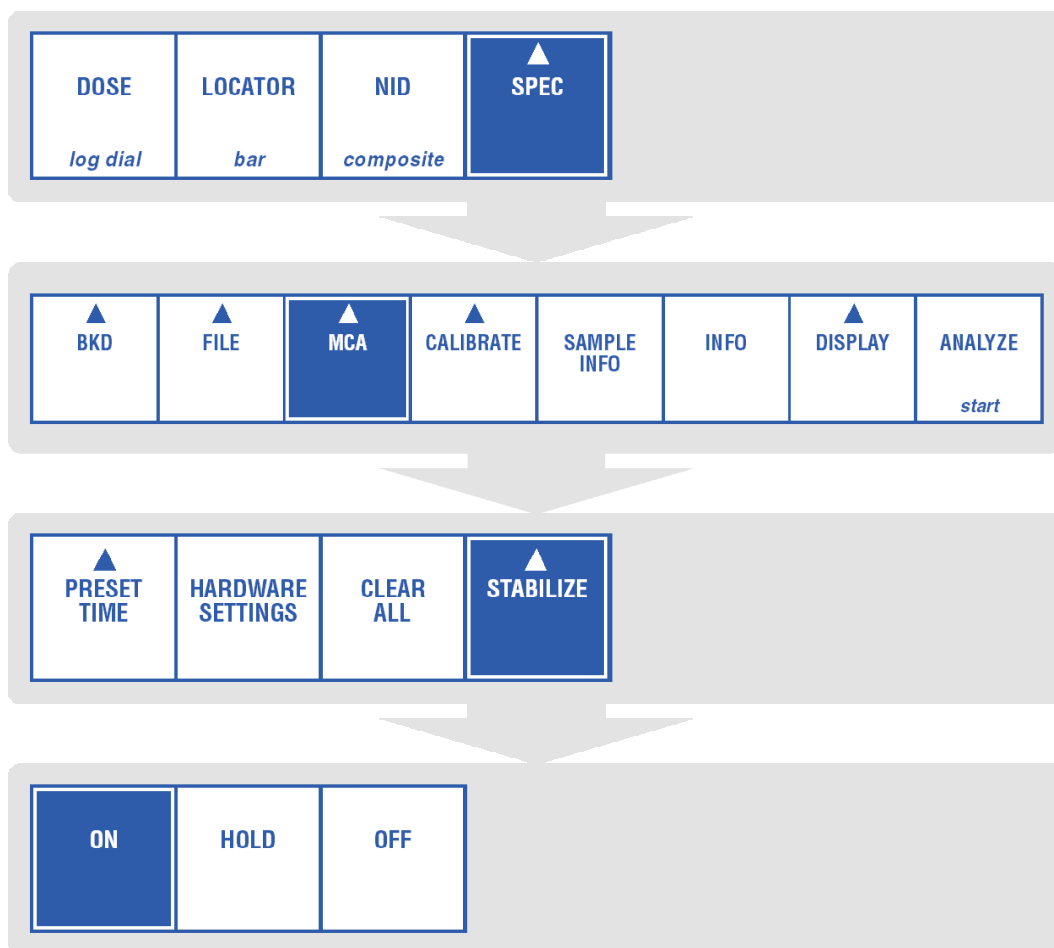 DOSE
log dial
LOCATOR
bar
NID
composite
SPEC
BKD
FILE
MCA
CALIBRATE
SAMPLE
INFO
INFO
DISPLAY
ANALYZE
start
PRESET
TIME
HARDWARE
SETTINGS
CLEAR
ALL
STABILIZE
ON
HOLD
OFF